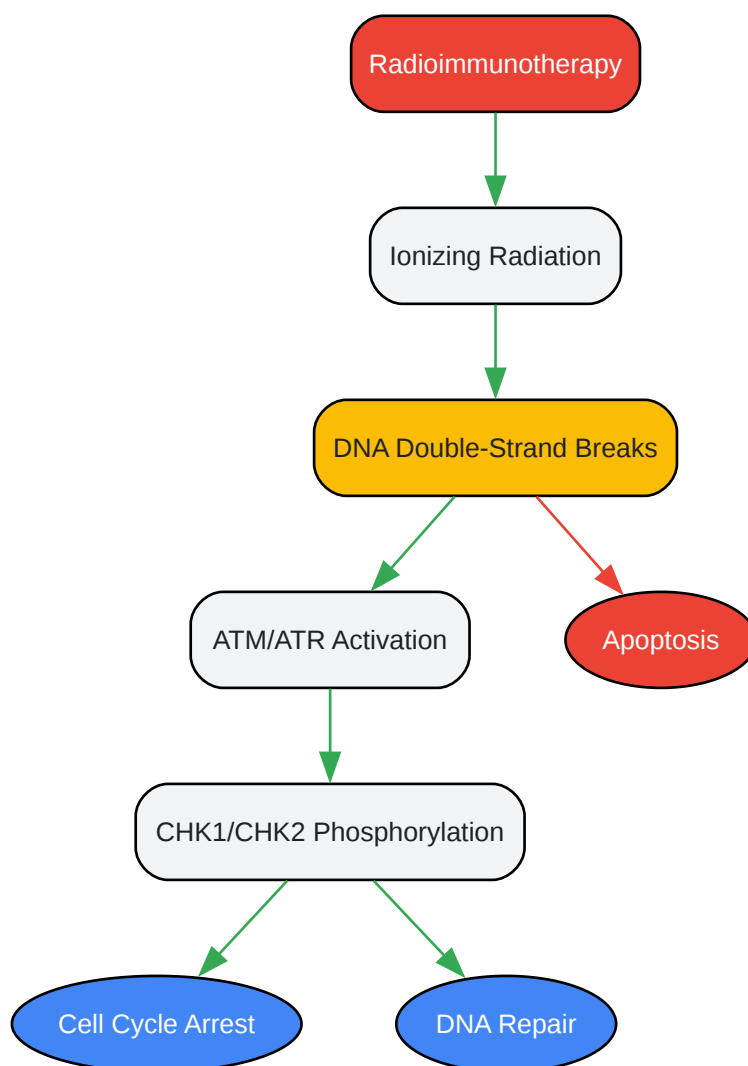 Radioimmunotherapy
Ionizing Radiation
DNA Double-Strand Breaks
ATM/ATR Activation
Apoptosis
CHK1/CHK2 Phosphorylation
Cell Cycle Arrest
DNA Repair